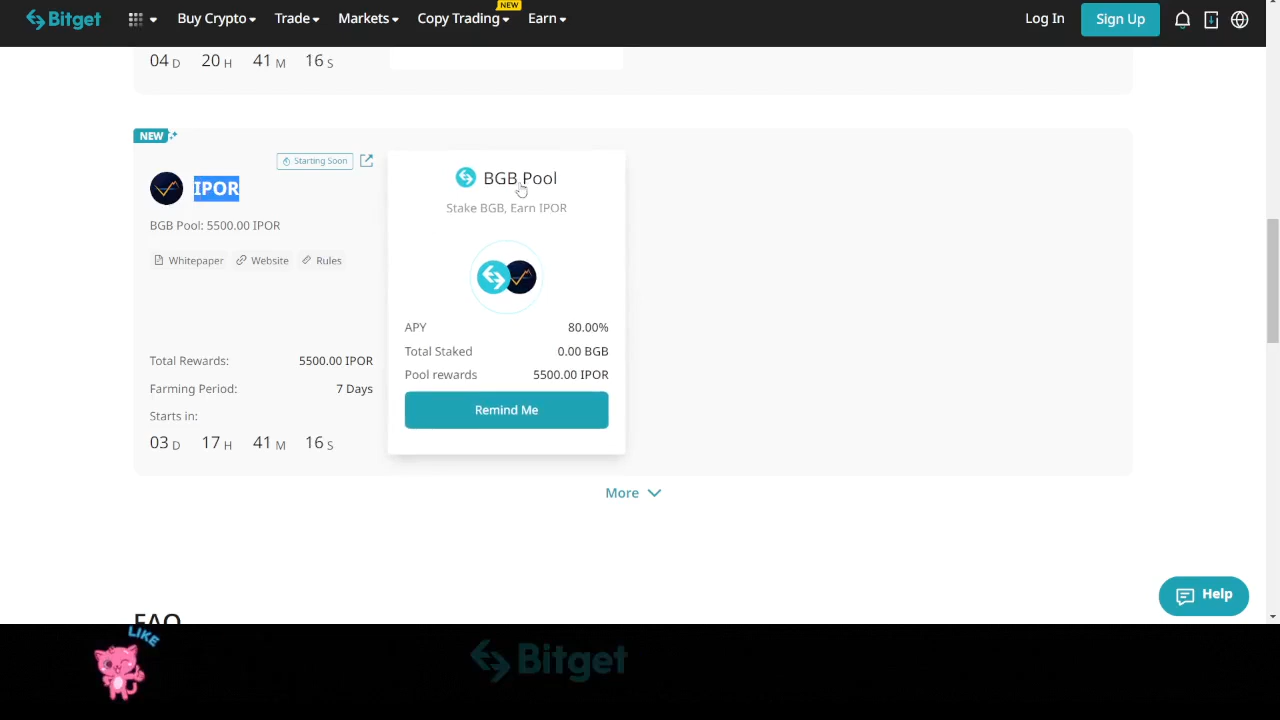 Bitget
Buy Crypto
Trade
Markets
Copy Trading
NEW
Earn
Log In
Sign Up
04 D 20 H 41 M 16 S
NEW
Starting Soon
IPOR
BGB Pool: 5500.00 IPOR
Whitepaper Website Rules
Total Rewards: 5500.00 IPOR
Farming Period: 7 Days
Starts in:
03 D 17 H 41 M 16 S
BGB Pool
Stake BGB, Earn IPOR
APY 80.00%
Total Staked 0.00 BGB
Pool rewards 5500.00 IPOR
Remind Me
More
Help
FAQ
LIKE
Bitget